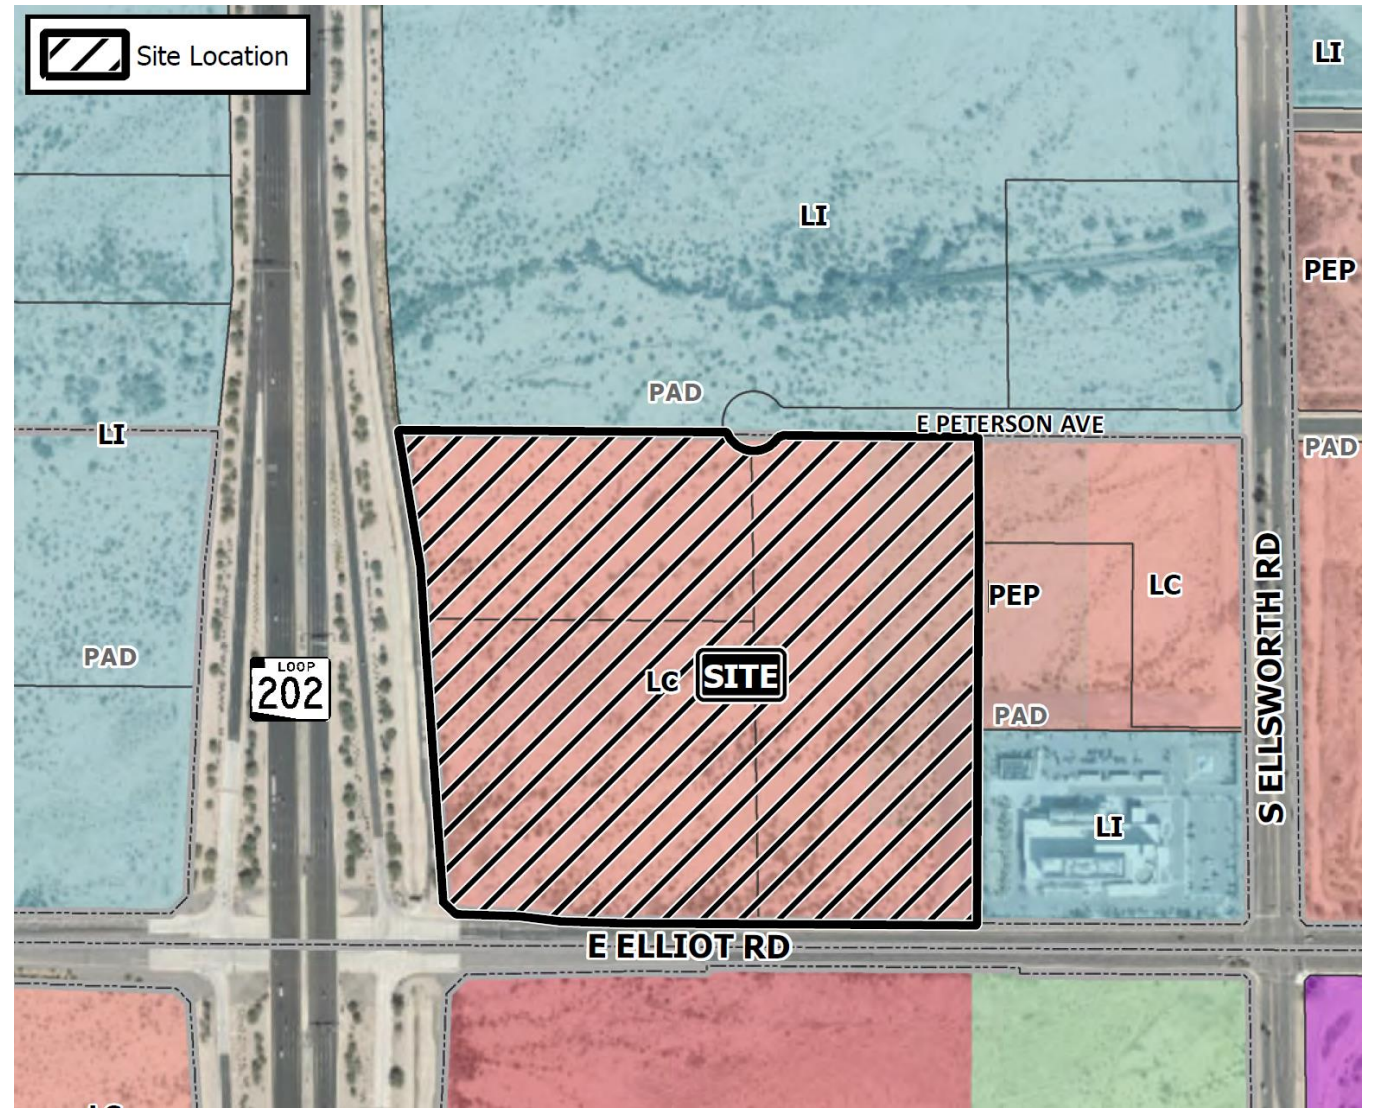 Site Location
LI
LI
PEP
PAD
E PETERSON AVE
LI
PAD
LC
PEP
S ELLSWORTH RD
PAD
LOOP
202
LC
SITE
PAD
LI
E ELLIOT RD